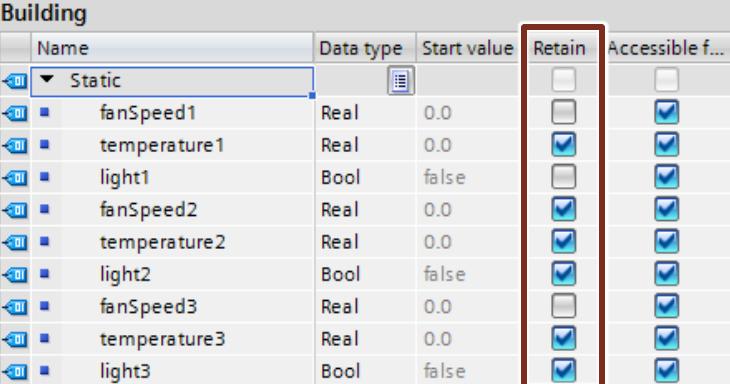 Building
Name Data type Start value Retain Accessible f...
Static
fanSpeed1 Real 0.0
temperature1 Real 0.0
light1 Bool false
fanSpeed2 Real 0.0
temperature2 Real 0.0
light2 Bool false
fanSpeed3 Real 0.0
temperature3 Real 0.0
light3 Bool false